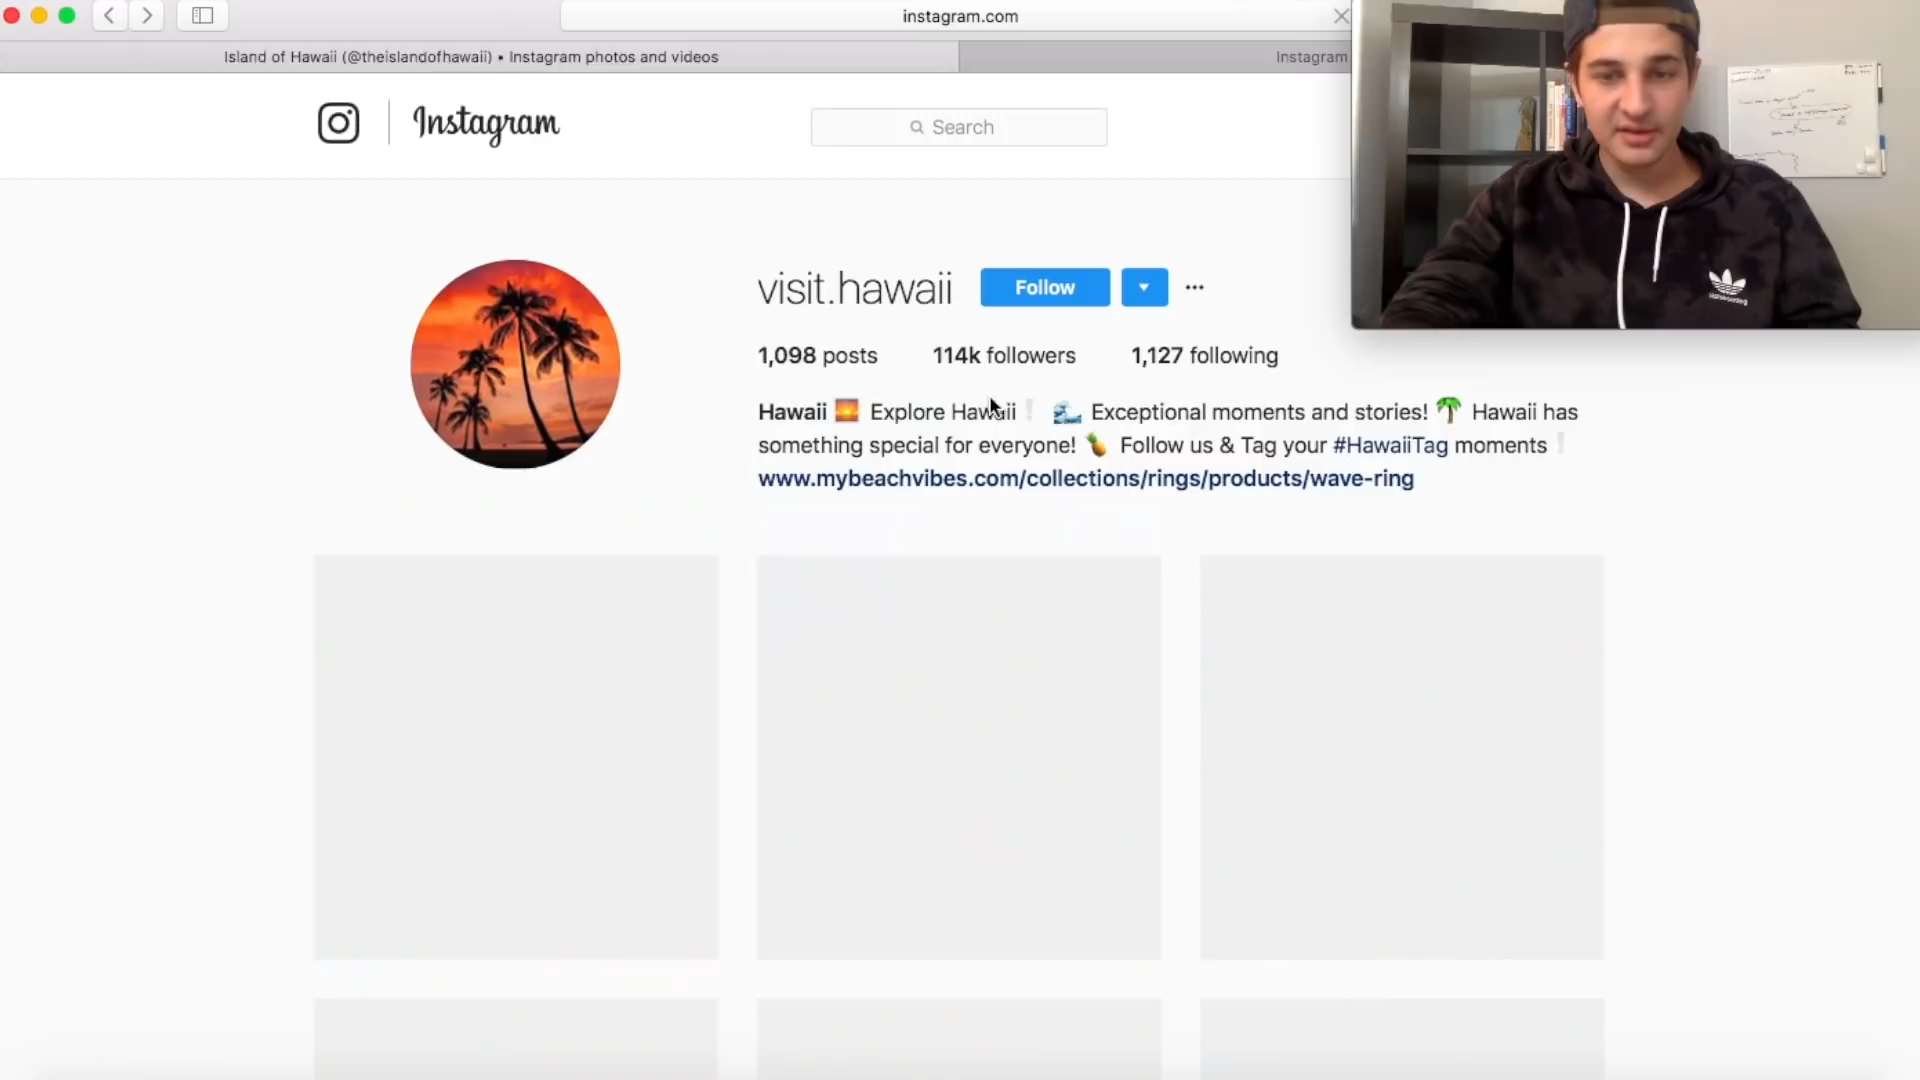 instagram.com
Island of Hawaii (@theislandofhawaii) • Instagram photos and videos
Instagram
Instagram
Search
visit.hawaii
Follow
1,098 posts
114k followers
1,127 following
Hawaii 🌅 Explore Hawaii❕ 🌊 Exceptional moments and stories! 🌴 Hawaii has
something special for everyone! 🍍 Follow us & Tag your #HawaiiTag moments❕
www.mybeachvibes.com/collections/rings/products/wave-ring